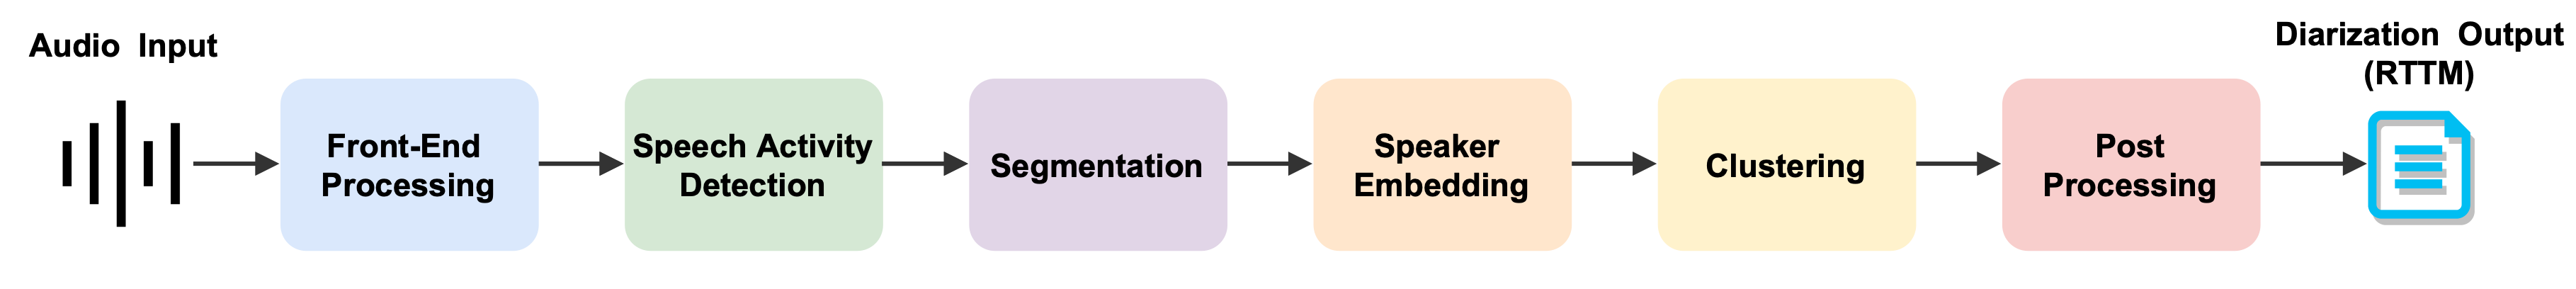 Audio Input
Front-End
Processing
Speech Activity
Detection
Segmentation
Speaker
Embedding
Clustering
Post
Processing
Diarization Output
(RTTM)